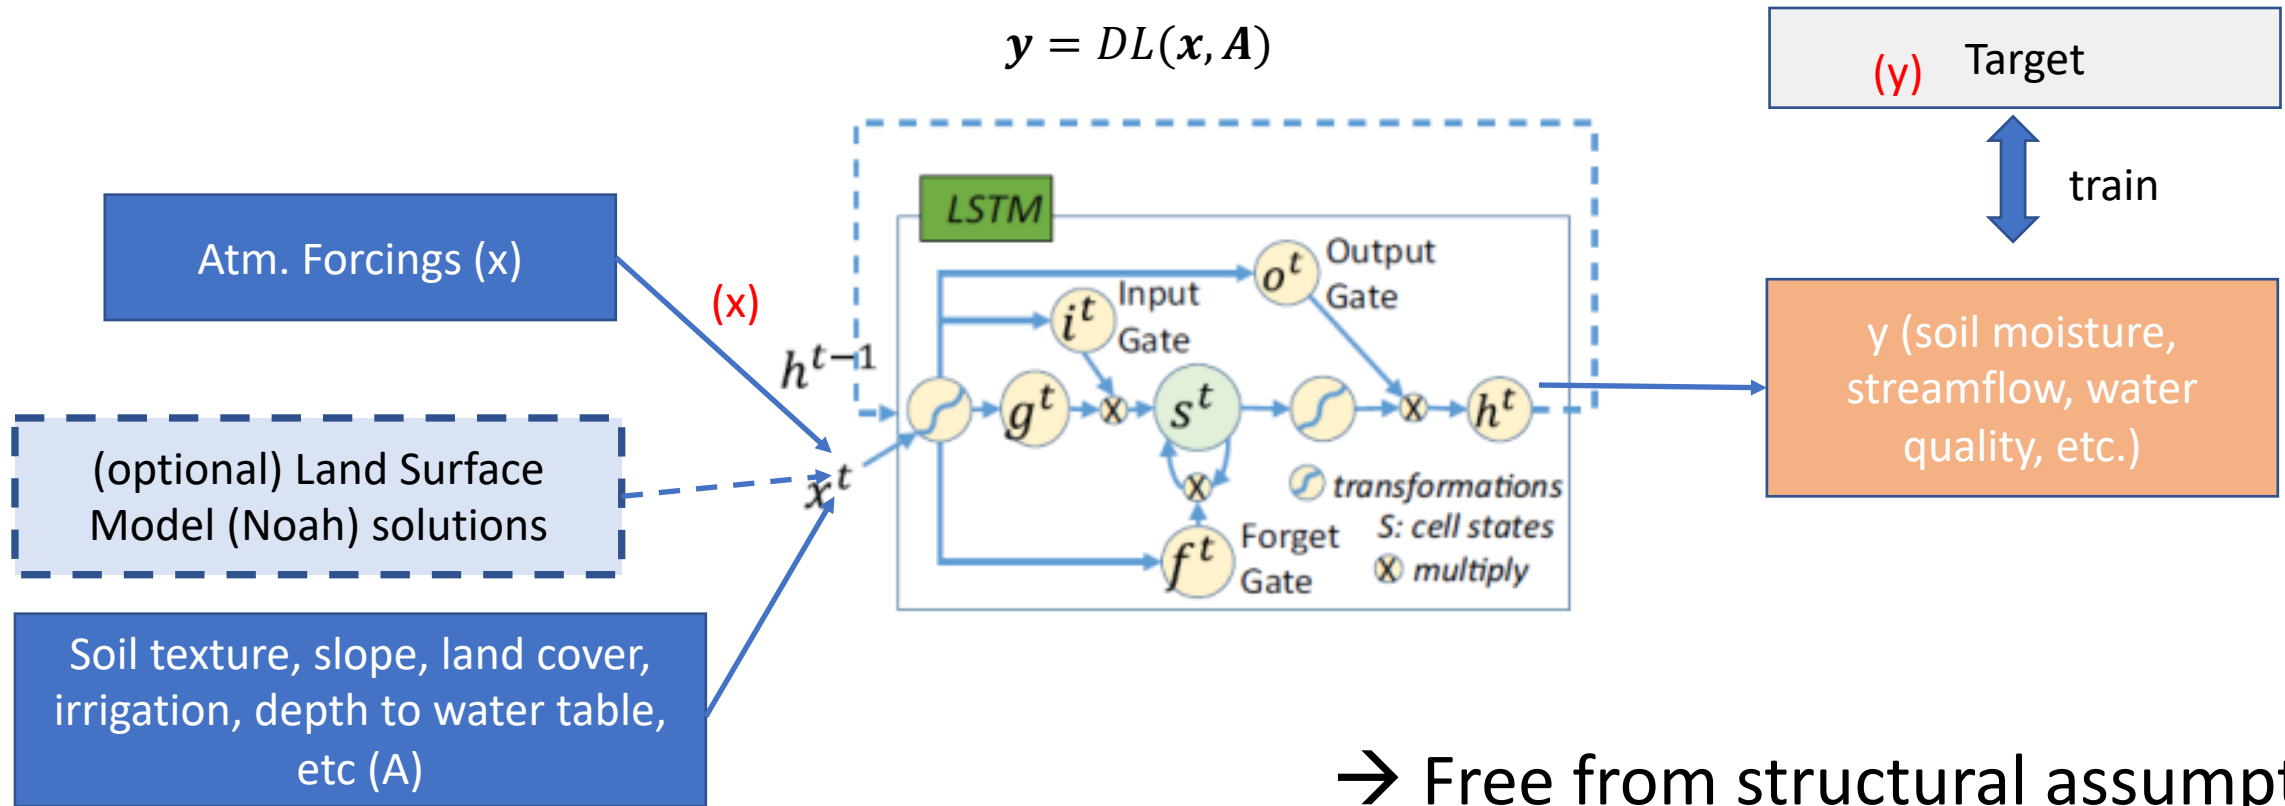 y = DL(x, A)
(y) Target
train
Atm. Forcings (x)
(x)
LSTM
h^{t-1}
x^t
o^t
Output
Gate
i^t
Input
Gate
g^t
s^t
h^t
f^t
Forget
Gate
transformations
S: cell states
multiply
(optional) Land Surface
Model (Noah) solutions
Soil texture, slope, land cover,
irrigation, depth to water table,
etc (A)
y (soil moisture,
streamflow, water
quality, etc.)
→ Free from structural assumpt